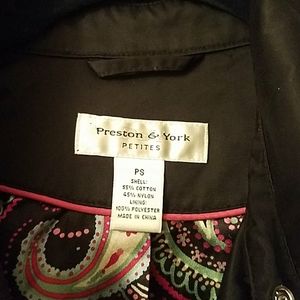 Preston & York
PETITES
PS
SHELL:
55% COTTON
45% NYLON
LINING:
100% POLYESTER
MADE IN CHINA